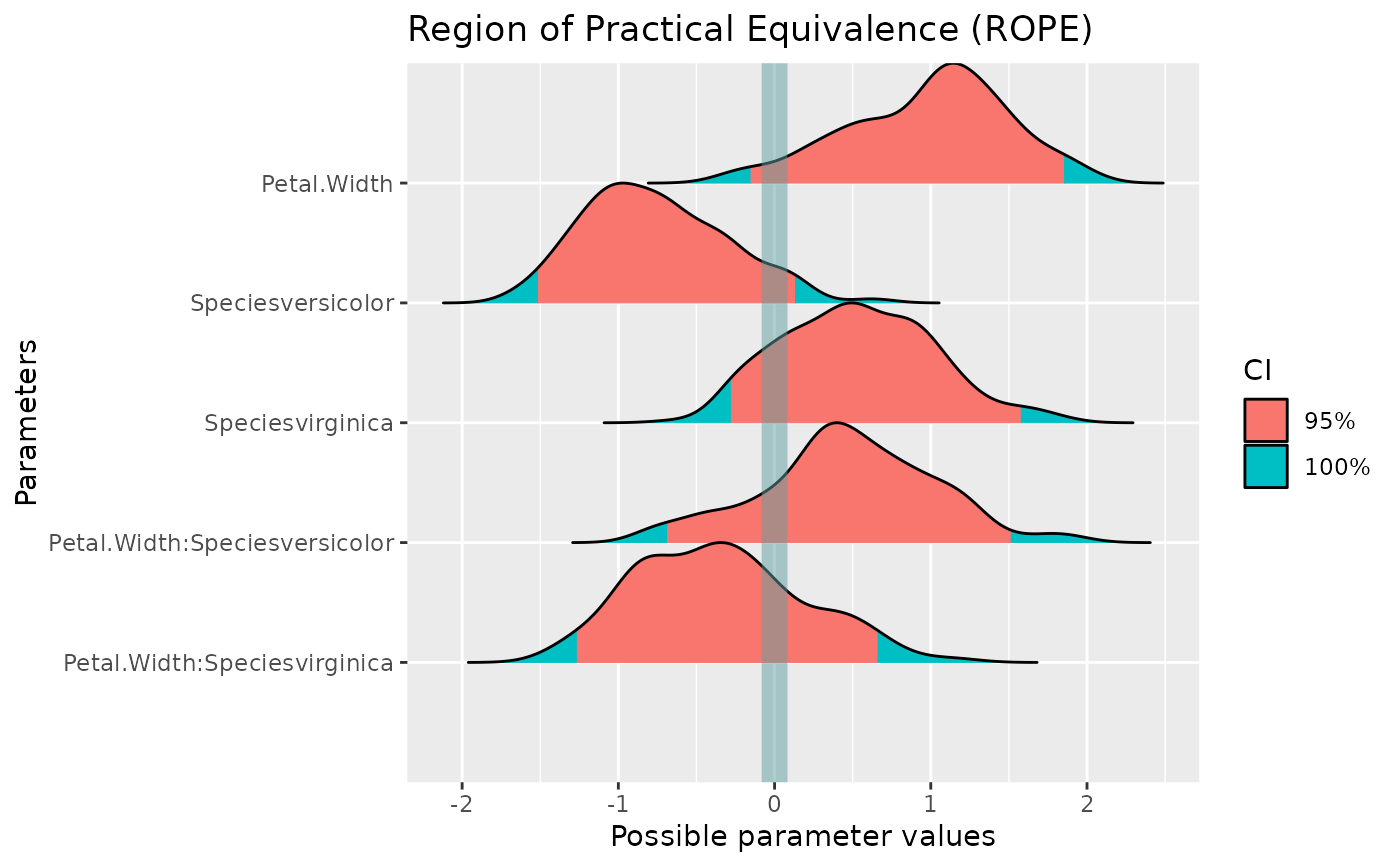 Region of Practical Equivalence (ROPE)
Parameters
Petal.Width
Speciesversicolor
Speciesvirginica
Petal.Width:Speciesversicolor
Petal.Width:Speciesvirginica
-2 -1 0 1 2
Possible parameter values
CI
95%
100%